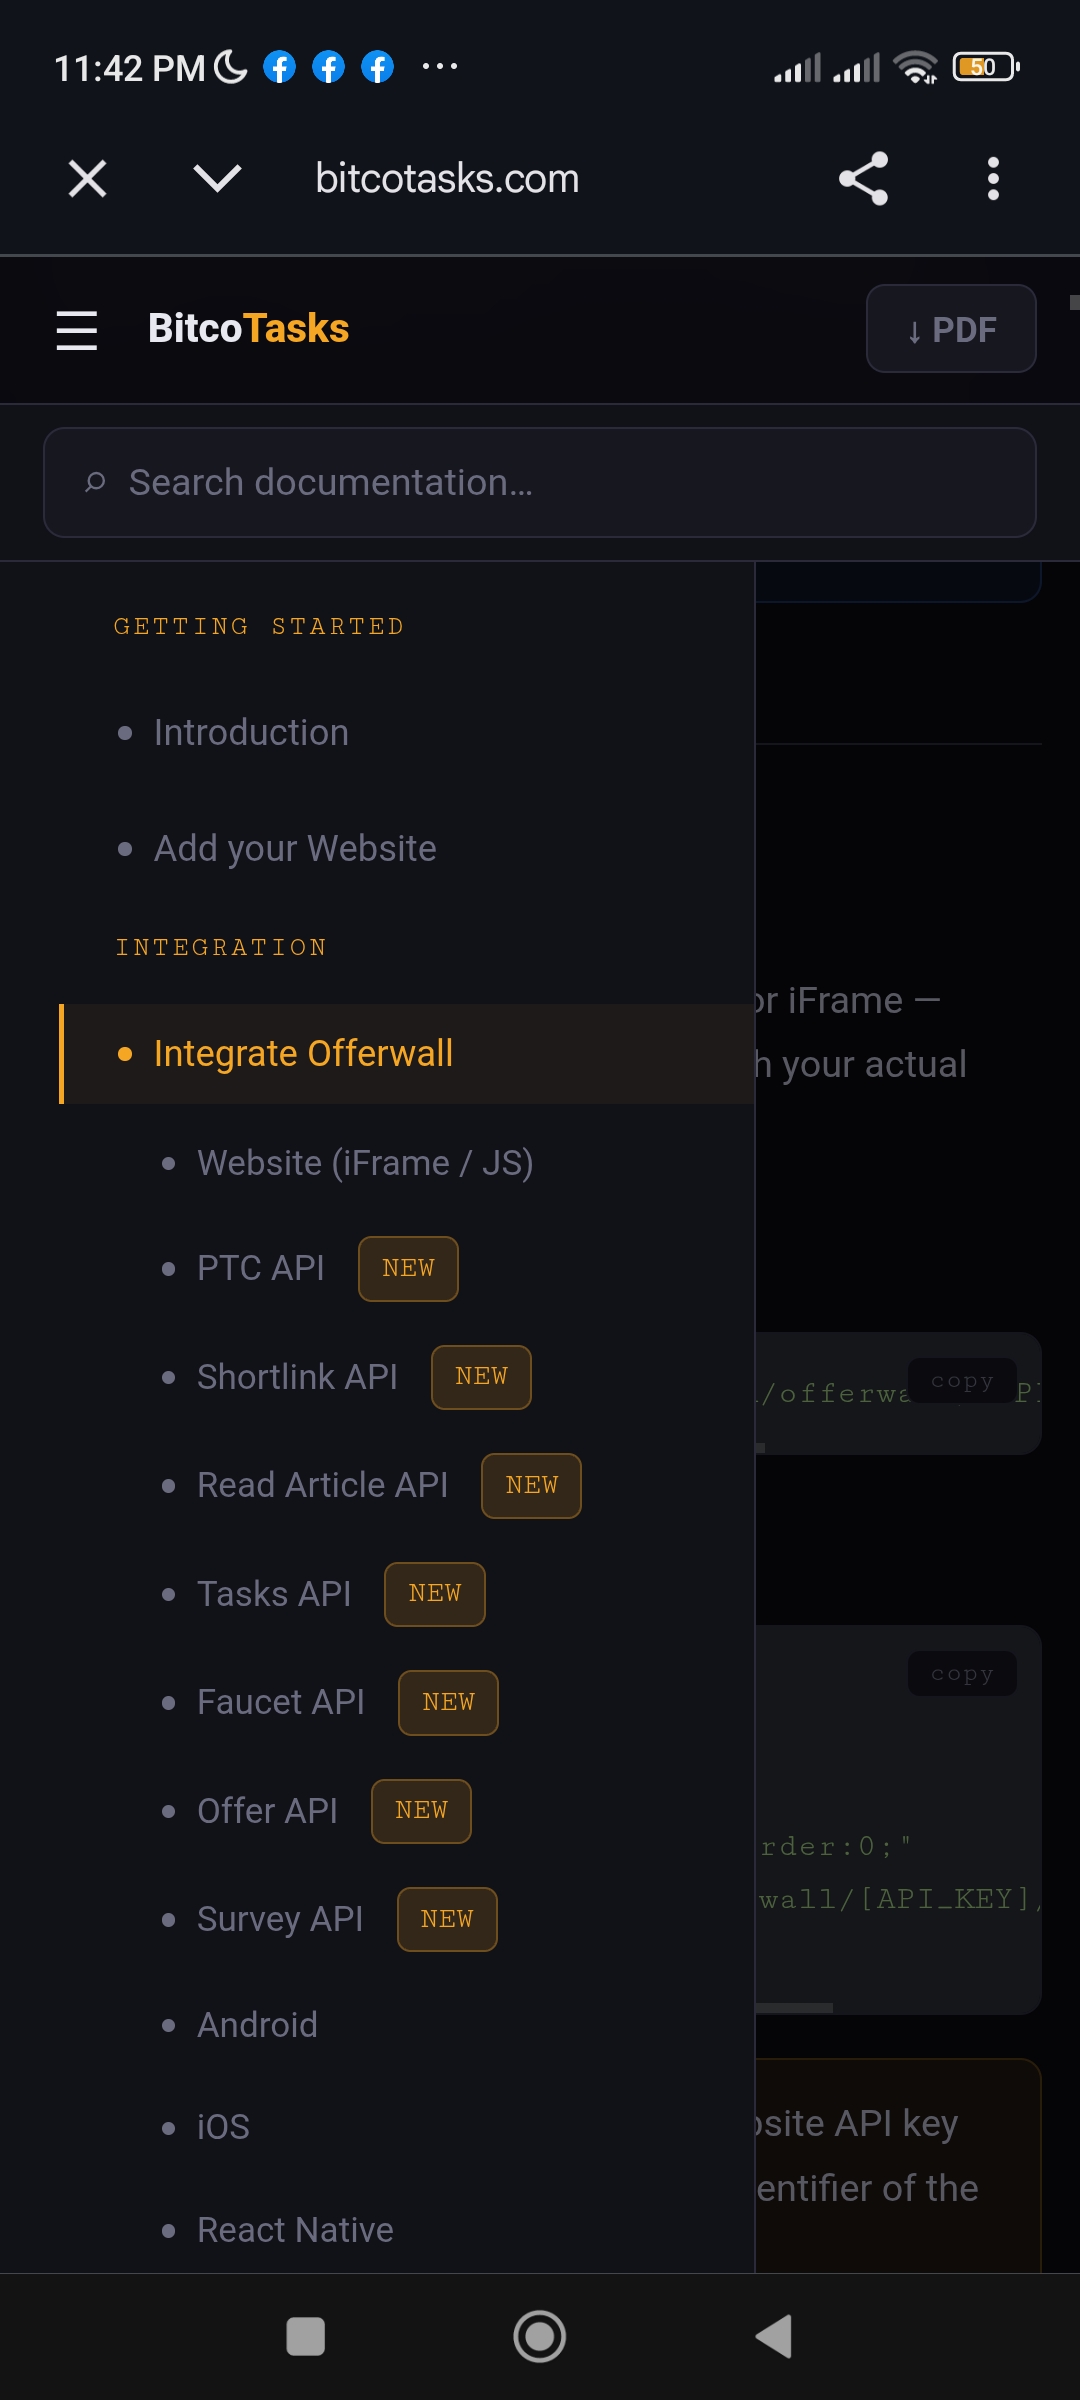 11:42 PM
50
bitcotasks.com
BitcoTasks
↓ PDF
Search documentation...
GETTING STARTED
Introduction
Add your Website
INTEGRATION
Integrate Offerwall
or iFrame —
h your actual
Website (iFrame / JS)
PTC API NEW
Shortlink API NEW
/offerwa
copy
Read Article API NEW
Tasks API NEW
copy
Faucet API NEW
Offer API NEW
rder:0;"
wall/[API_KEY]/
Survey API NEW
Android
iOS
site API key
entifier of the
React Native